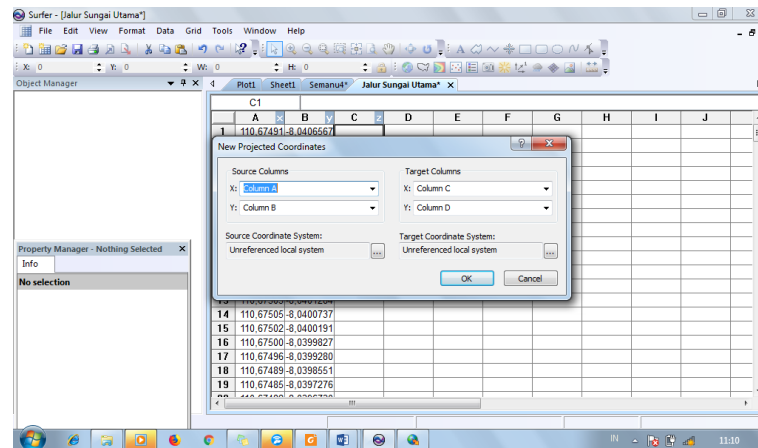 Surfer - [Jalur Sungai Utama*]
File Edit View Format Data Grid Tools Window Help
X: 0 Y: 0 W: 0 H: 0
Object Manager
Plot1 Sheet1 Semanu4* Jalur Sungai Utama*
C1
A x B y C z D E F G H I J
1 110,67491 -8,0406567
New Projected Coordinates
Source Columns
X: Column A
Y: Column B
Target Columns
X: Column C
Y: Column D
Source Coordinate System:
Unreferenced local system ...
Target Coordinate System:
Unreferenced local system ...
OK Cancel
Property Manager - Nothing Selected
Info
No selection
14 110,67505 -8,0400737
15 110,67502 -8,0400191
16 110,67500 -8,0399827
17 110,67496 -8,0399280
18 110,67489 -8,0398551
19 110,67485 -8,0397276
IN 11:10